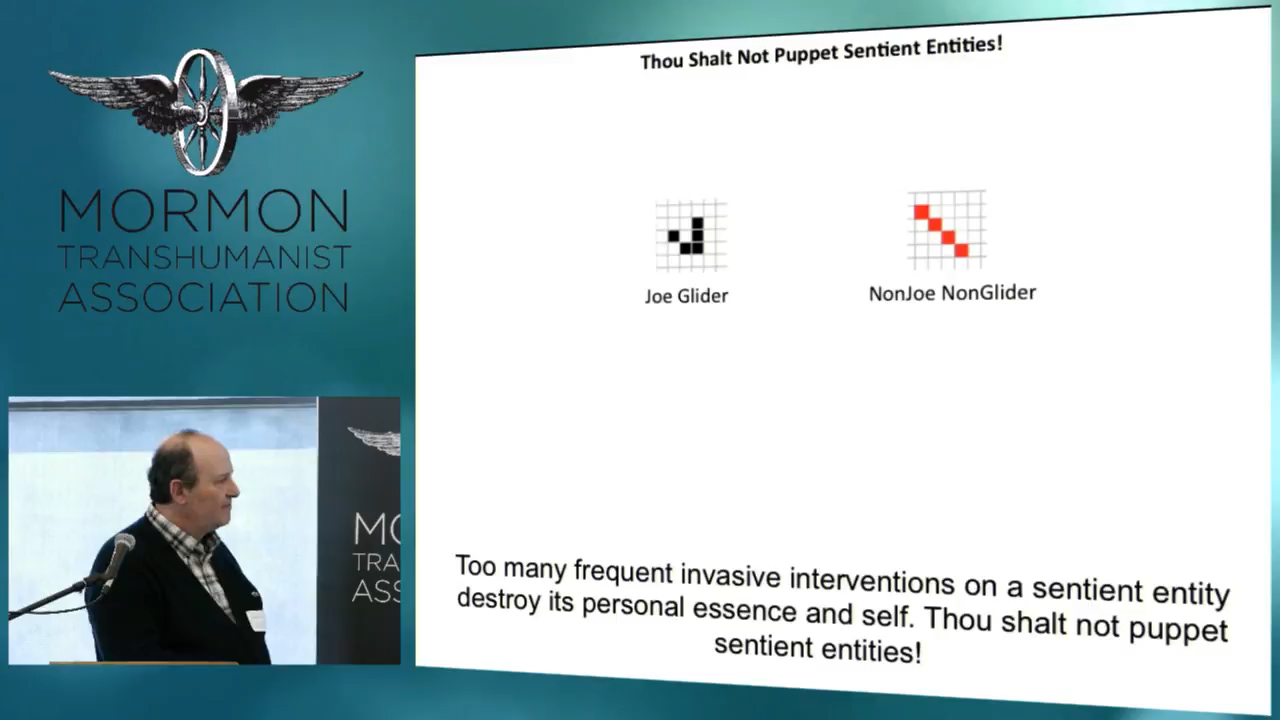 MORMON
TRANSHUMANIST
ASSOCIATION
Thou Shalt Not Puppet Sentient Entities!
Joe Glider
NonJoe NonGlider
Too many frequent invasive interventions on a sentient entity
destroy its personal essence and self. Thou shalt not puppet
sentient entities!
MO
TRA
ASS